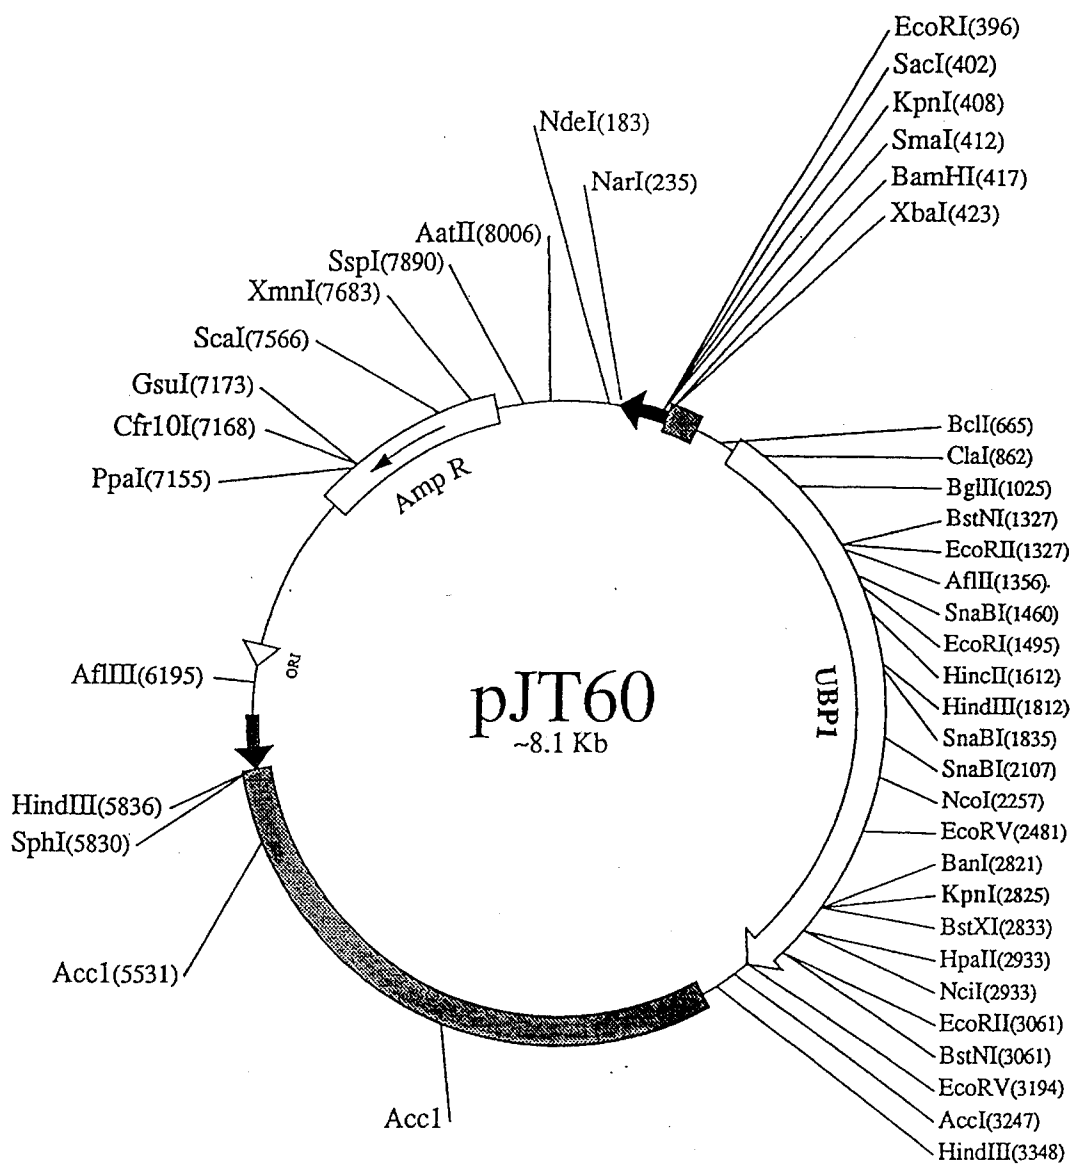 EcoRI(396)
SacI(402)
KpnI(408)
SmaI(412)
BamHI(417)
XbaI(423)
NdeI(183)
NarI(235)
AatII(8006)
SspI(7890)
XmnI(7683)
ScaI(7566)
GsuI(7173)
Cfr10I(7168)
PpaI(7155)
Amp R
BclI(665)
ClaI(862)
BglII(1025)
BstNI(1327)
EcoRII(1327)
AflII(1356)
SnaBI(1460)
EcoRI(1495)
HincII(1612)
HindIII(1812)
SnaBI(1835)
SnaBI(2107)
NcoI(2257)
EcoRV(2481)
BanI(2821)
KpnI(2825)
BstXI(2833)
HpaII(2933)
NciI(2933)
EcoRII(3061)
BstNI(3061)
EcoRV(3194)
AccI(3247)
HindIII(3348)
UBP1
pJT60
~8.1 Kb
ORI
AflIII(6195)
HindIII(5836)
SphI(5830)
Acc1(5531)
Acc1